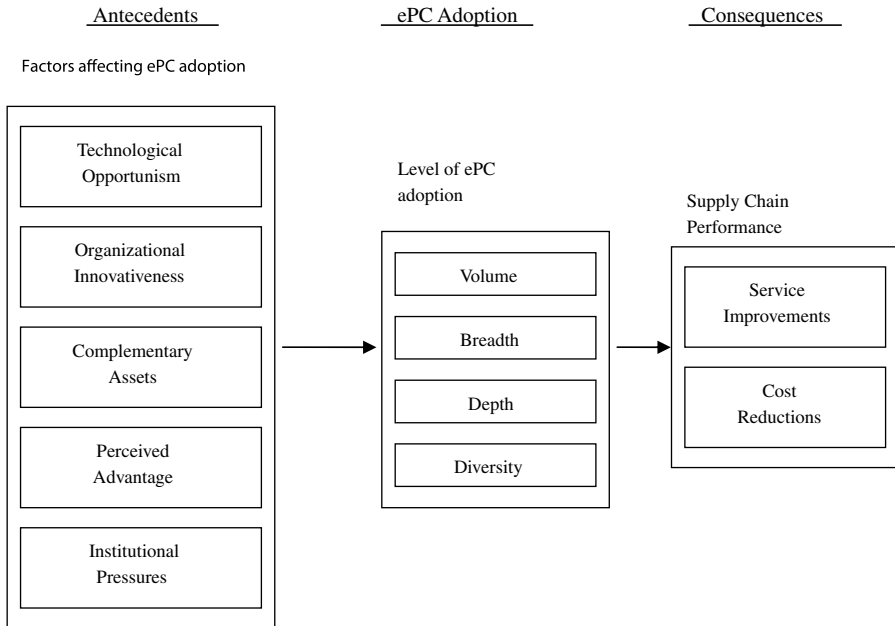 Antecedents
ePC Adoption
Consequences
Factors affecting ePC adoption
Technological
Opportunism
Organizational
Innovativeness
Complementary
Assets
Perceived
Advantage
Institutional
Pressures
Level of ePC
adoption
Volume
Breadth
Depth
Diversity
Supply Chain
Performance
Service
Improvements
Cost
Reductions